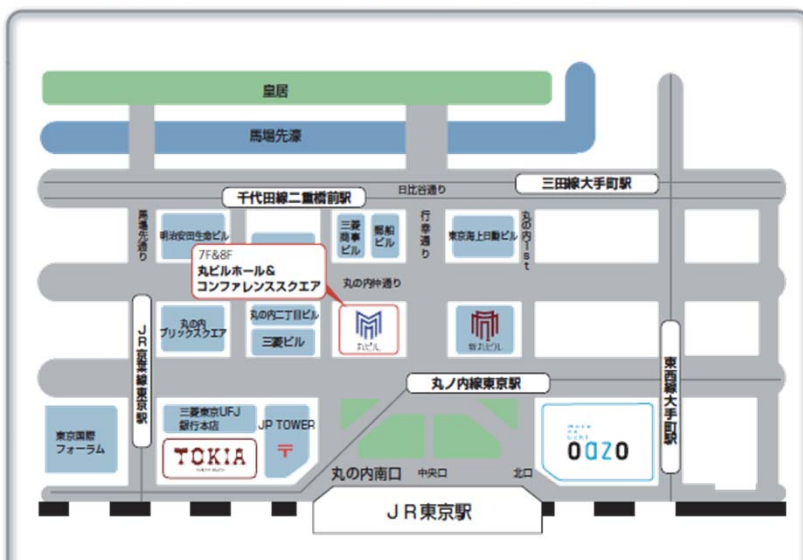 皇居
馬場先濠
三田線大手町駅
千代田線二重橋前駅
日比谷通り
馬場先通り
明治安田生命ビル
三菱
商事
ビル
郵船
ビル
行幸通り
東京海上日動ビル
丸の内1st
7F&8F
丸ビルホール&
コンファレンススクエア
丸の内仲通り
JR京葉線東京駅
丸の内
ブリックスクエア
丸の内二丁目ビル
三菱ビル
丸ビル
新丸ビル
東西線大手町駅
丸ノ内線東京駅
東京国際
フォーラム
三菱東京UFJ
銀行本店
JP TOWER
〒
TOKIA
oazo
丸の内南口
中央口
北口
JR東京駅